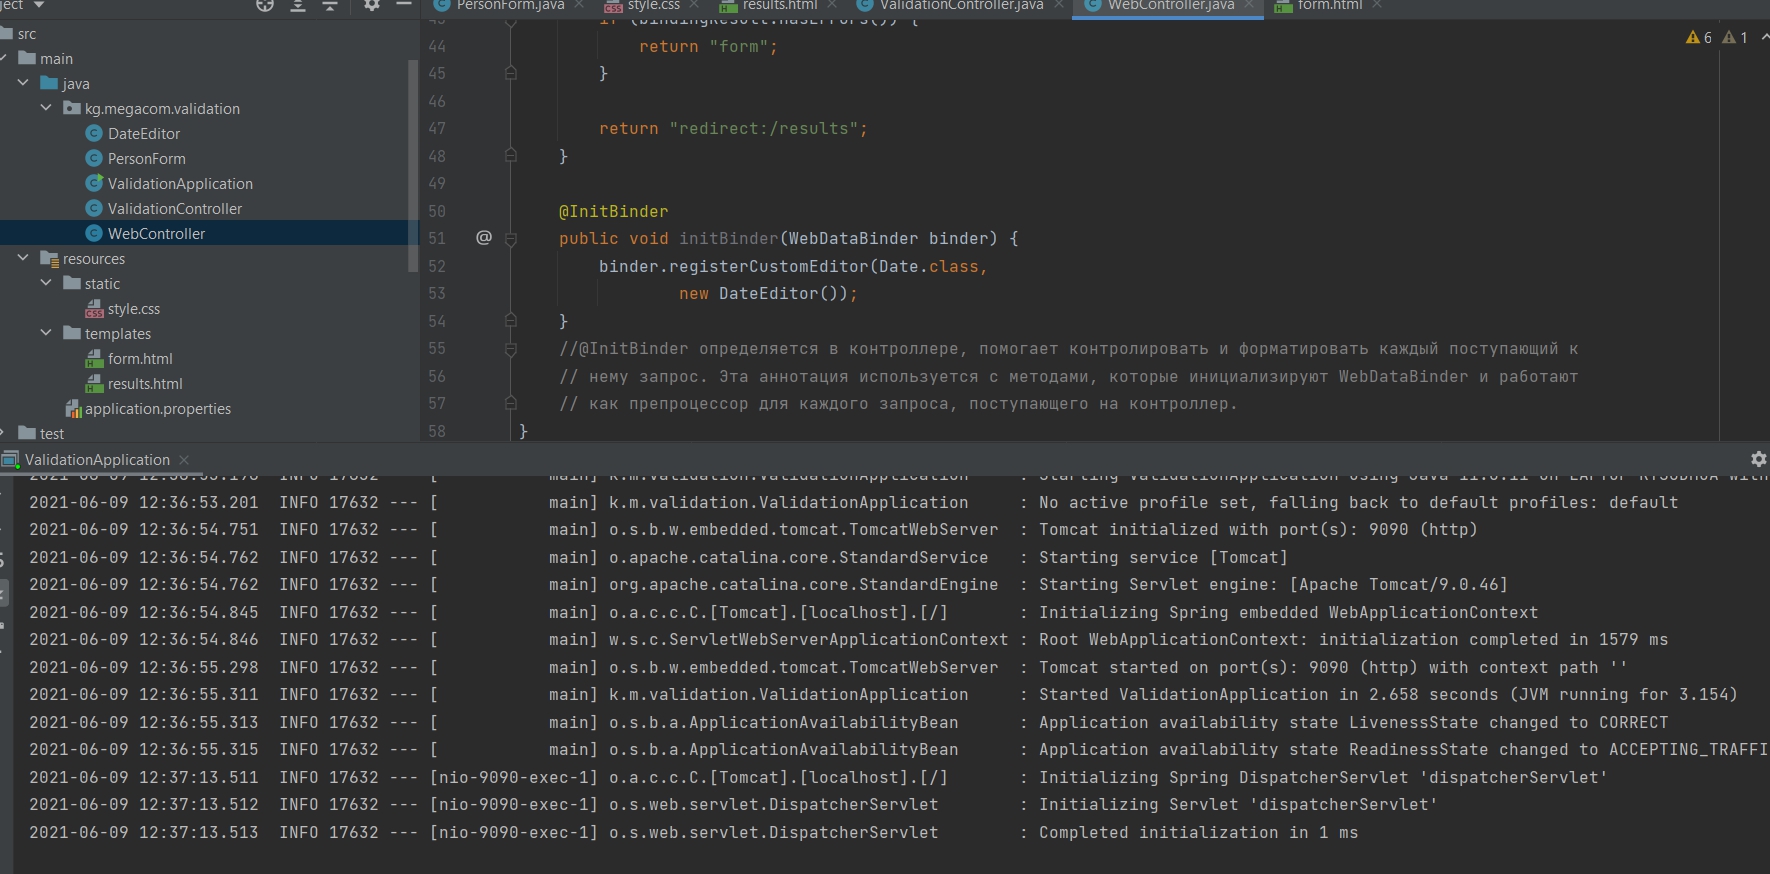 ject
PersonForm.java
style.css
results.html
ValidationController.java
WebController.java
form.html
src
main
java
kg.megacom.validation
DateEditor
PersonForm
ValidationApplication
ValidationController
WebController
resources
static
style.css
templates
form.html
results.html
application.properties
test
43 if (bindingResult.hasErrors()) {
44 return "form";
45 }
46
47 return "redirect:/results";
48 }
49
50 @InitBinder
51 @ public void initBinder(WebDataBinder binder) {
52 binder.registerCustomEditor(Date.class,
53 new DateEditor());
54 }
55 //@InitBinder определяется в контроллере, помогает контролировать и форматировать каждый поступающий к
56 // нему запрос. Эта аннотация используется с методами, которые инициализируют WebDataBinder и работают
57 // как препроцессор для каждого запроса, поступающего на контроллер.
58 }
6 1
ValidationApplication
INFO 17632 --- [ main] k.m.validation.ValidationApplication : Starting ValidationApplication using Java on
2021-06-09 12:36:53.201 INFO 17632 --- [ main] k.m.validation.ValidationApplication : No active profile set, falling back to default profiles: default
2021-06-09 12:36:54.751 INFO 17632 --- [ main] o.s.b.w.embedded.tomcat.TomcatWebServer : Tomcat initialized with port(s): 9090 (http)
2021-06-09 12:36:54.762 INFO 17632 --- [ main] o.apache.catalina.core.StandardService : Starting service [Tomcat]
2021-06-09 12:36:54.762 INFO 17632 --- [ main] org.apache.catalina.core.StandardEngine : Starting Servlet engine: [Apache Tomcat/9.0.46]
2021-06-09 12:36:54.845 INFO 17632 --- [ main] o.a.c.c.C.[Tomcat].[localhost].[/] : Initializing Spring embedded WebApplicationContext
2021-06-09 12:36:54.846 INFO 17632 --- [ main] w.s.c.ServletWebServerApplicationContext : Root WebApplicationContext: initialization completed in 1579 ms
2021-06-09 12:36:55.298 INFO 17632 --- [ main] o.s.b.w.embedded.tomcat.TomcatWebServer : Tomcat started on port(s): 9090 (http) with context path ''
2021-06-09 12:36:55.311 INFO 17632 --- [ main] k.m.validation.ValidationApplication : Started ValidationApplication in 2.658 seconds (JVM running for 3.154)
2021-06-09 12:36:55.313 INFO 17632 --- [ main] o.s.b.a.ApplicationAvailabilityBean : Application availability state LivenessState changed to CORRECT
2021-06-09 12:36:55.315 INFO 17632 --- [ main] o.s.b.a.ApplicationAvailabilityBean : Application availability state ReadinessState changed to ACCEPTING_TRAFFI
2021-06-09 12:37:13.511 INFO 17632 --- [nio-9090-exec-1] o.a.c.c.C.[Tomcat].[localhost].[/] : Initializing Spring DispatcherServlet 'dispatcherServlet'
2021-06-09 12:37:13.512 INFO 17632 --- [nio-9090-exec-1] o.s.web.servlet.DispatcherServlet : Initializing Servlet 'dispatcherServlet'
2021-06-09 12:37:13.513 INFO 17632 --- [nio-9090-exec-1] o.s.web.servlet.DispatcherServlet : Completed initialization in 1 ms